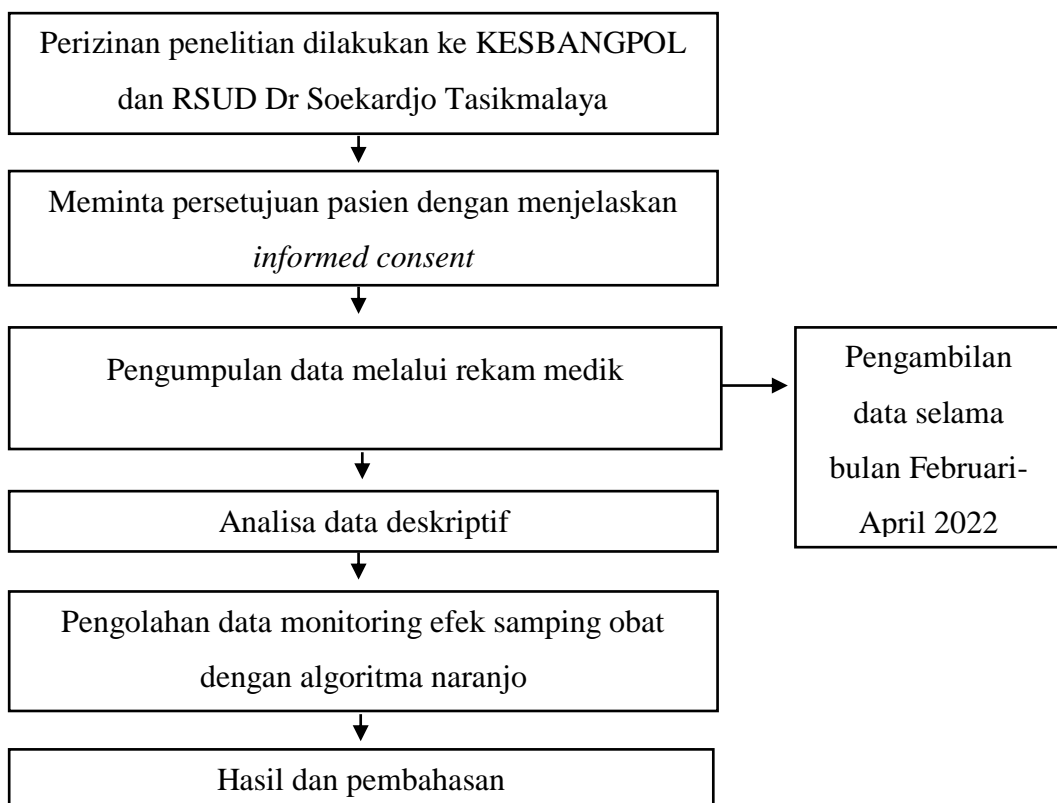 Perizinan penelitian dilakukan ke KESBANGPOL
dan RSUD Dr Soekardjo Tasikmalaya
Meminta persetujuan pasien dengan menjelaskan
informed consent
Pengumpulan data melalui rekam medik
Pengambilan
data selama
bulan Februari-
April 2022
Analisa data deskriptif
Pengolahan data monitoring efek samping obat
dengan algoritma naranjo
Hasil dan pembahasan